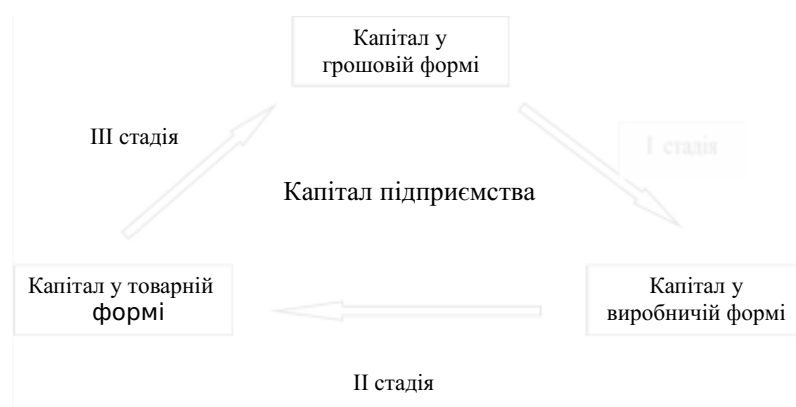 Капітал у
грошовій формі
III стадія
I стадія
Капітал підприємства
Капітал у товарній
формі
Капітал у
виробничій формі
II стадія